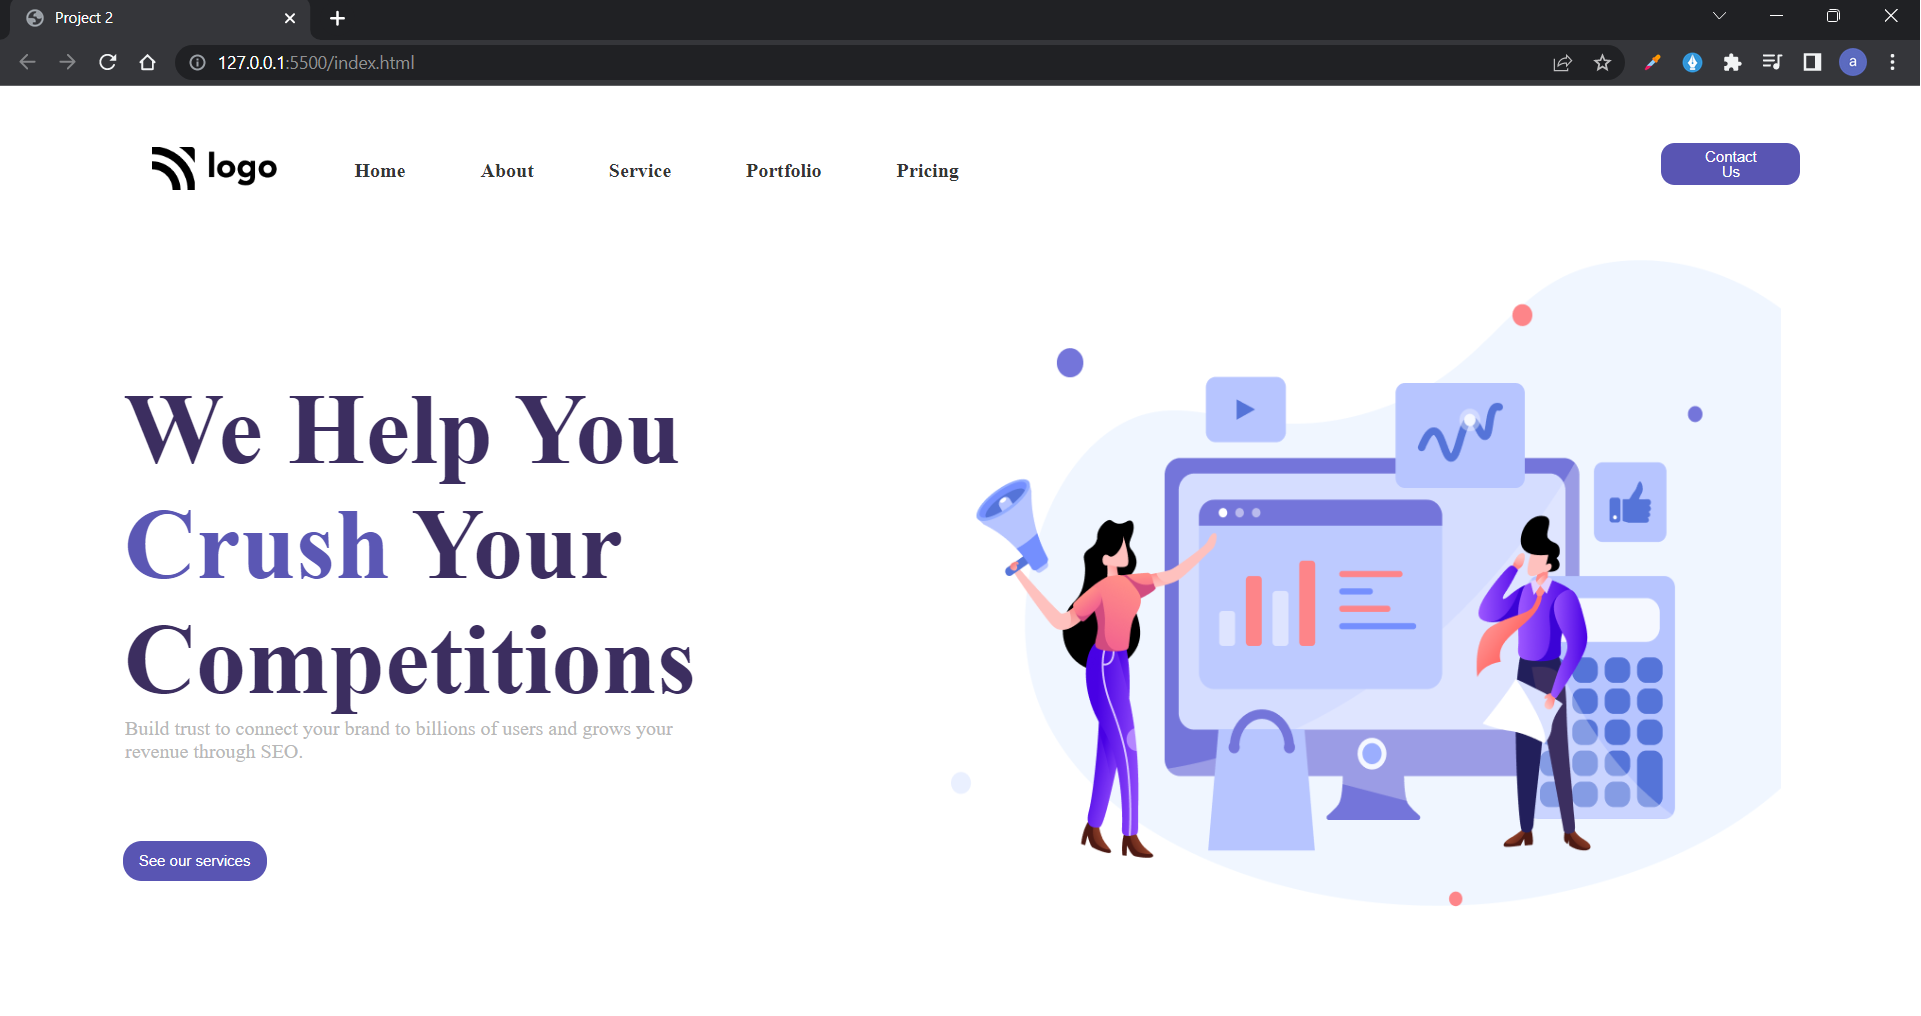 Project 2
127.0.0.1:5500/index.html
a
logo
Home About Service Portfolio Pricing
Contact
Us
We Help You
Crush Your
Competitions
Build trust to connect your brand to billions of users and grows your
revenue through SEO.
See our services